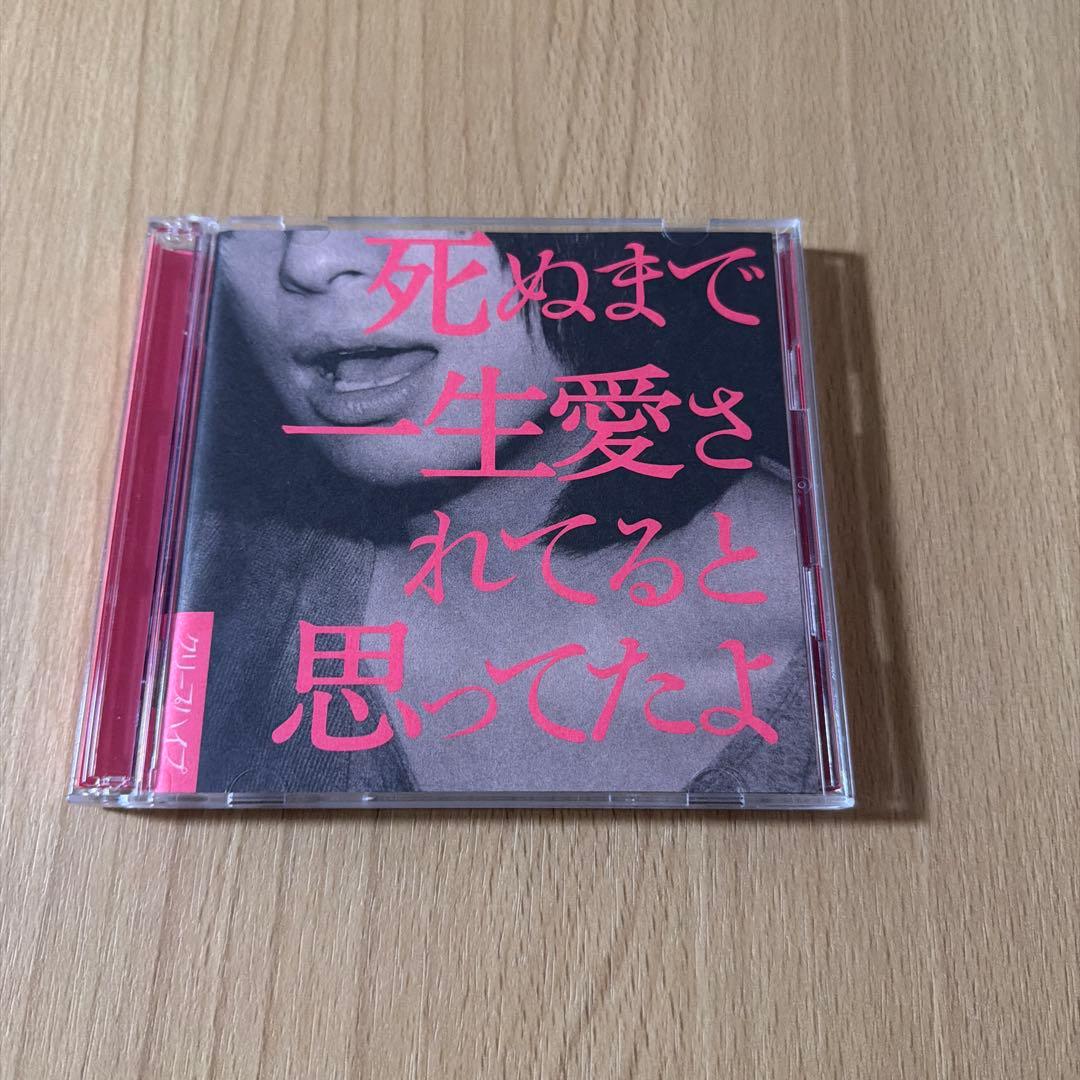 死ぬまで
一生愛さ
れてると
思ってたよ
クリープハイプ